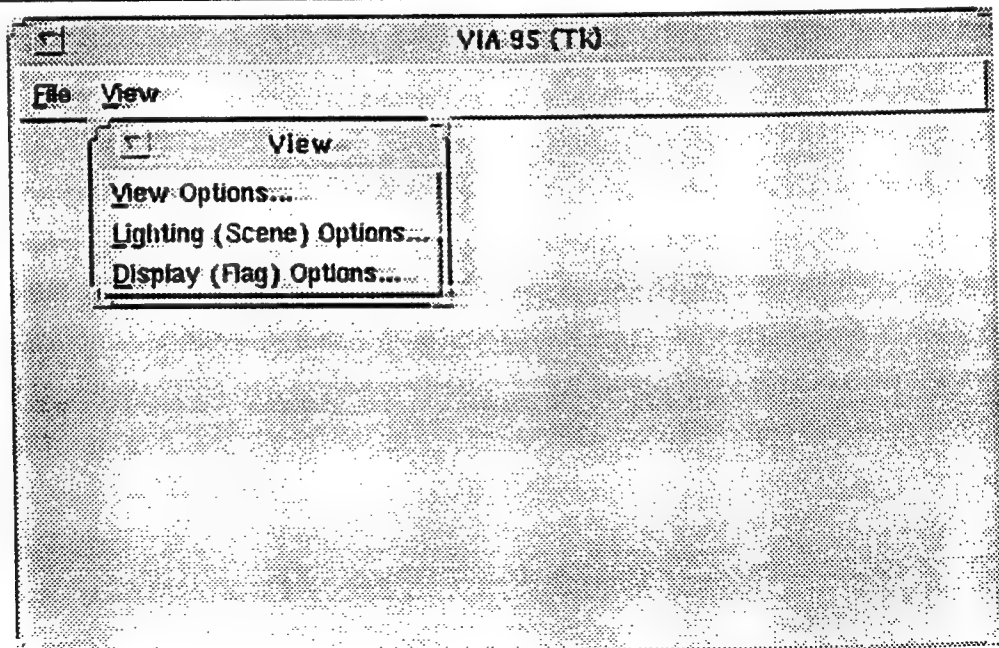 VIA 95 (Tk)
File View
View
View Options...
Lighting (Scene) Options...
Display (Flag) Options...